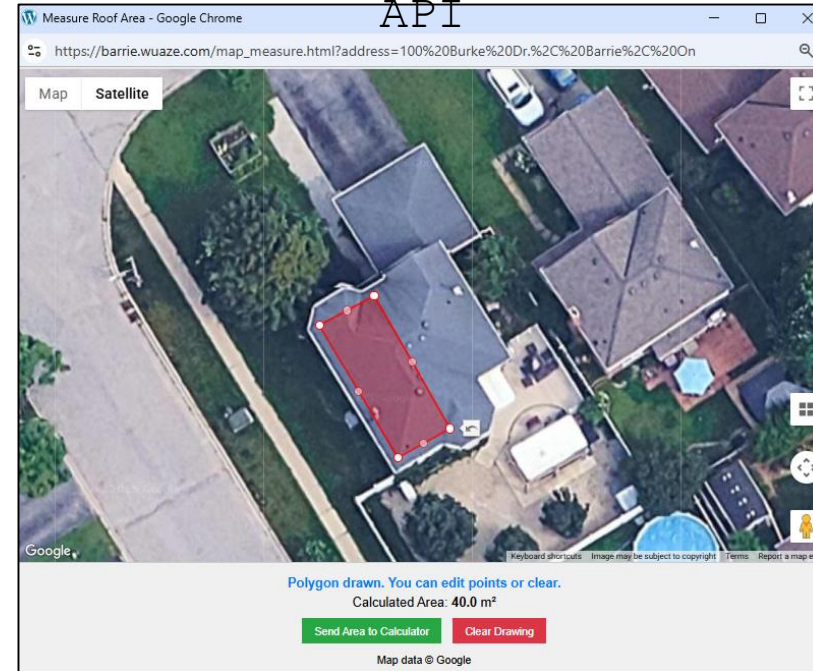 API
Measure Roof Area - Google Chrome
https://barrie.wuaze.com/map_measure.html?address=100%20Burke%20Dr.%2C%20Barrie%2C%20On
Map Satellite
Google
Keyboard shortcuts Image may be subject to copyright Terms Report a map e
Polygon drawn. You can edit points or clear.
Calculated Area: 40.0 m²
Send Area to Calculator Clear Drawing
Map data © Google